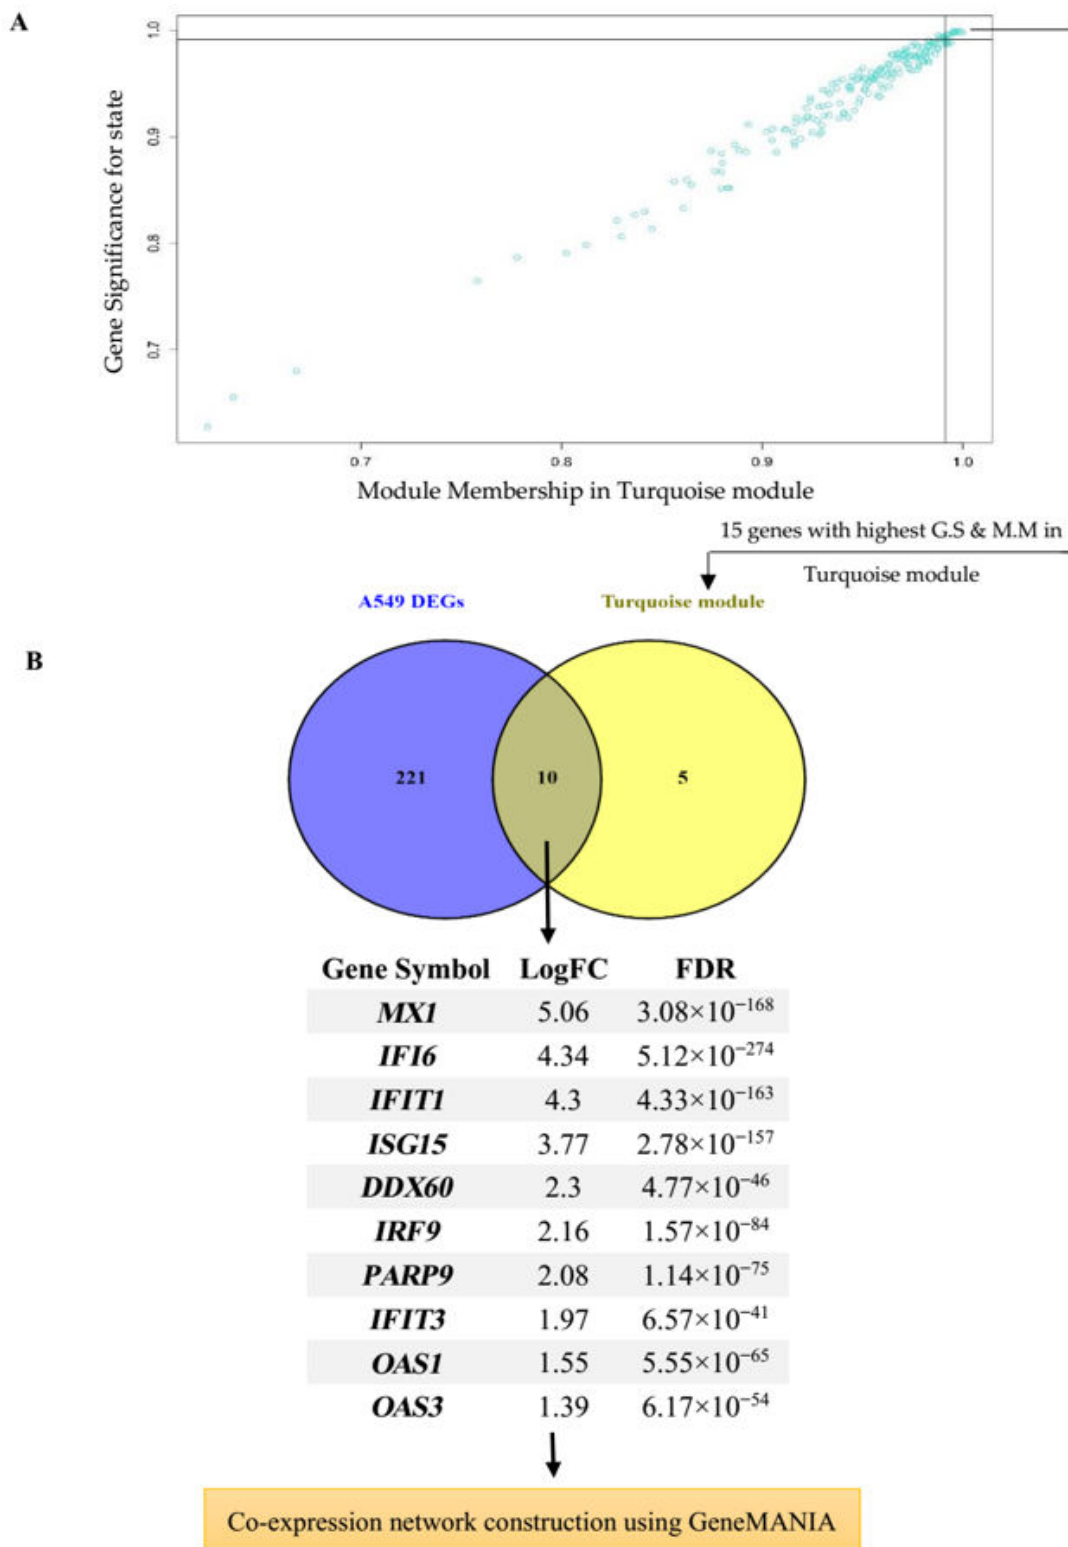 A
Gene Significance for state
1.0
0.9
0.8
0.7
0.7 0.8 0.9 1.0
Module Membership in Turquoise module
15 genes with highest G.S & M.M in
Turquoise module
A549 DEGs Turquoise module
B
221 10 5
Gene Symbol LogFC FDR
MX1 5.06 3.08×10⁻¹⁶⁸
IFI6 4.34 5.12×10⁻²⁷⁴
IFIT1 4.3 4.33×10⁻¹⁶³
ISG15 3.77 2.78×10⁻¹⁵⁷
DDX60 2.3 4.77×10⁻⁴⁶
IRF9 2.16 1.57×10⁻⁸⁴
PARP9 2.08 1.14×10⁻⁷⁵
IFIT3 1.97 6.57×10⁻⁴¹
OAS1 1.55 5.55×10⁻⁶⁵
OAS3 1.39 6.17×10⁻⁵⁴
Co-expression network construction using GeneMANIA